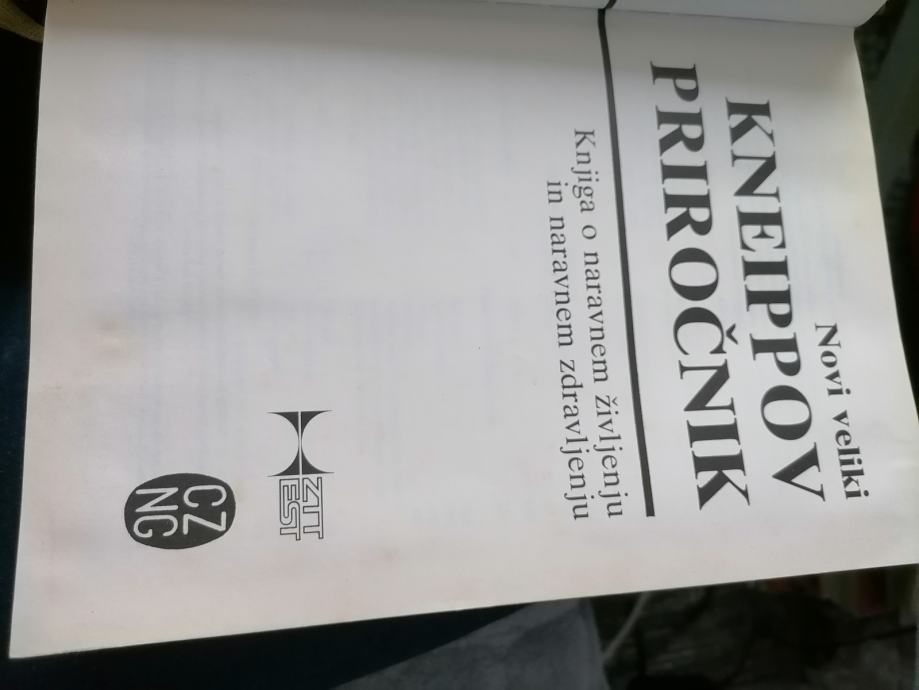 Novi veliki
KNEIPPOV
PRIROČNIK
Knjiga o naravnem življenju
in naravnem zdravljenju
ZTT
EST
CZ
NG